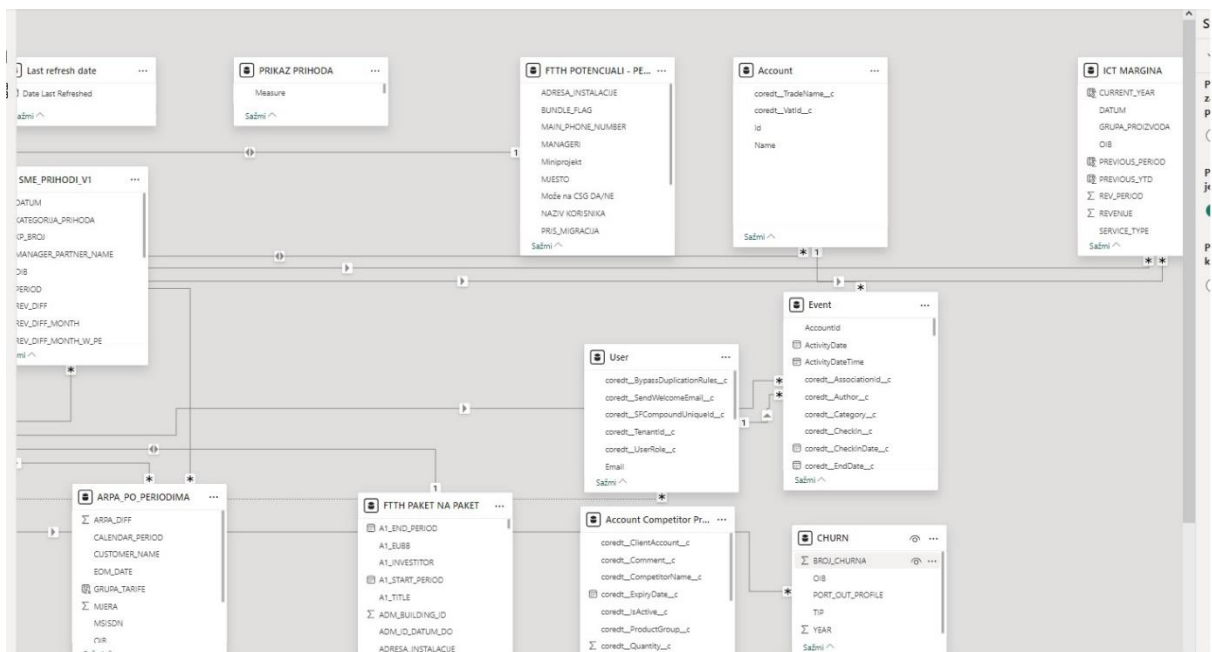 Last refresh date ...
Date Last Refreshed
PRIKAZ PRIHODA ...
Measure
Sažmi
FTTH POTENCIJALI - PE... ...
ADRESA_INSTALACIJE
BUNDLE_FLAG
MAIN_PHONE_NUMBER
MANAGERI
Miniprojekt
MJESTO
Može na CSG DA/NE
NAZIV KORISNIKA
PRIS_MIGRACIJA
Sažmi
Account ...
coredt__TradeName__c
coredt__VatId__c
Id
Name
Sažmi
ICT MARGINA
CURRENT_YEAR
DATUM
GRUPA_PROIZVODA
OIB
PREVIOUS_PERIOD
PREVIOUS_YTD
Σ REV_PERIOD
Σ REVENUE
SERVICE_TYPE
Sažmi
SME_PRIHODI_V1 ...
DATUM
KATEGORIJA_PRIHODA
KP_BROJ
MANAGER_PARTNER_NAME
OIB
PERIOD
REV_DIFF
REV_DIFF_MONTH
REV_DIFF_MONTH_W_PE
1
1
* 1
* *
*
*
Event ...
AccountId
ActivityDate
ActivityDateTime
coredt__AssociationId__c
coredt__Author__c
coredt__Category__c
coredt__CheckIn__c
coredt__CheckInDate__c
coredt__EndDate__c
Sažmi
User ...
coredt__BypassDuplicationRules__c
coredt__SendWelcomeEmail__c
coredt__SFCompoundUniqueId__c
coredt__TenantId__c
coredt__UserRole__c
Email
Sažmi
*
*
1
* *
1
*
ARPA_PO_PERIODIMA ...
Σ ARPA_DIFF
CALENDAR_PERIOD
CUSTOMER_NAME
EOM_DATE
GRUPA_TARIFE
Σ MJERA
MSISDN
OIB
FTTH PAKET NA PAKET ...
A1_END_PERIOD
A1_EUBB
A1_INVESTITOR
A1_START_PERIOD
A1_TITLE
Σ ADM_BUILDING_ID
ADM_ID_DATUM_DO
ADRESA_INSTALACIJE
Account Competitor Pr... ...
coredt__ClientAccount__c
coredt__Comment__c
coredt__CompetitorName__c
coredt__ExpiryDate__c
coredt__IsActive__c
coredt__ProductGroup__c
Σ coredt__Quantity__c
*
CHURN ...
Σ BROJ_CHURNA ...
OIB
PORT_OUT_PROFILE
TIP
Σ YEAR
Sažmi